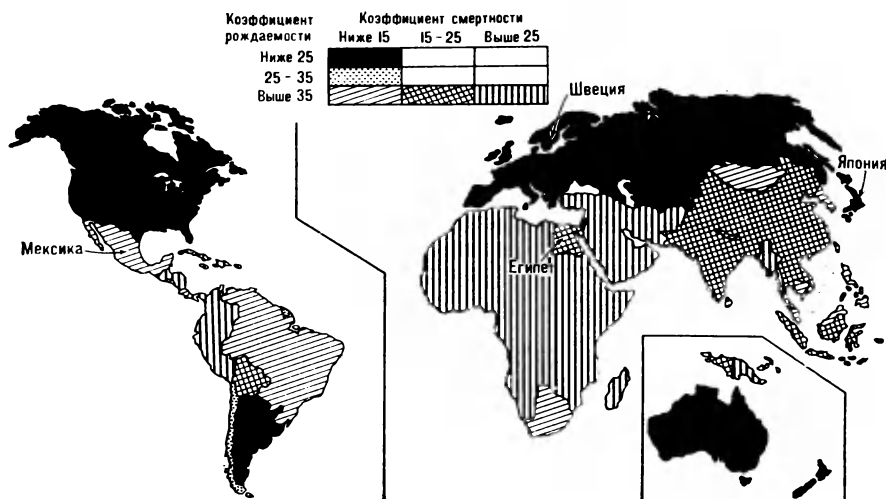 Коэффициент рождаемости
Коэффициент смертности
Ниже 15
15-25
Выше 25
Ниже 25
25 - 35
Выше 35
Швеция
Япония
Мексика
Египет